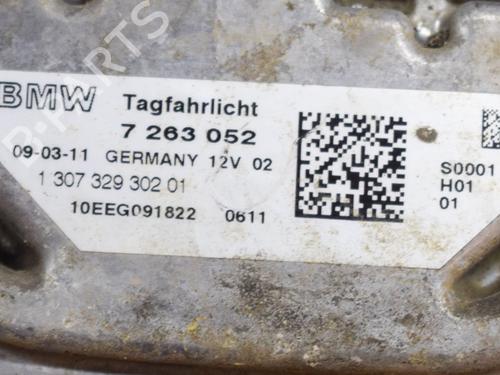 BMW Tagfahrlicht
7 263 052
09-03-11 GERMANY 12V 02
1 307 329 302 01
10EEG091822 0611
S0001
H01
01